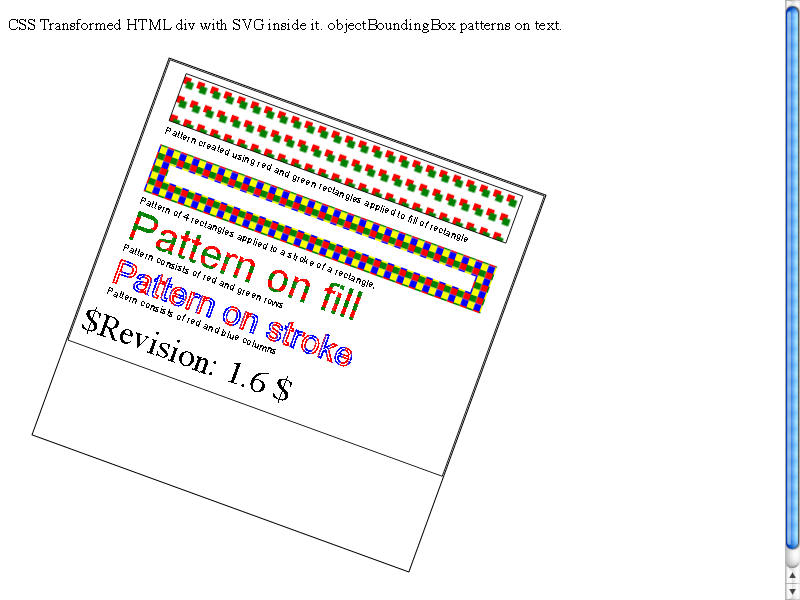 CSS Transformed HTML div with SVG inside it. objectBoundingBox patterns on text.
Pattern created using red and green rectangles applied to fill of rectangle
Pattern of 4 rectangles applied to a stroke of a rectangle.
Pattern on fill
Pattern consists of red and green rows
Pattern on stroke
Pattern consists of red and blue columns
$Revision: 1.6 $